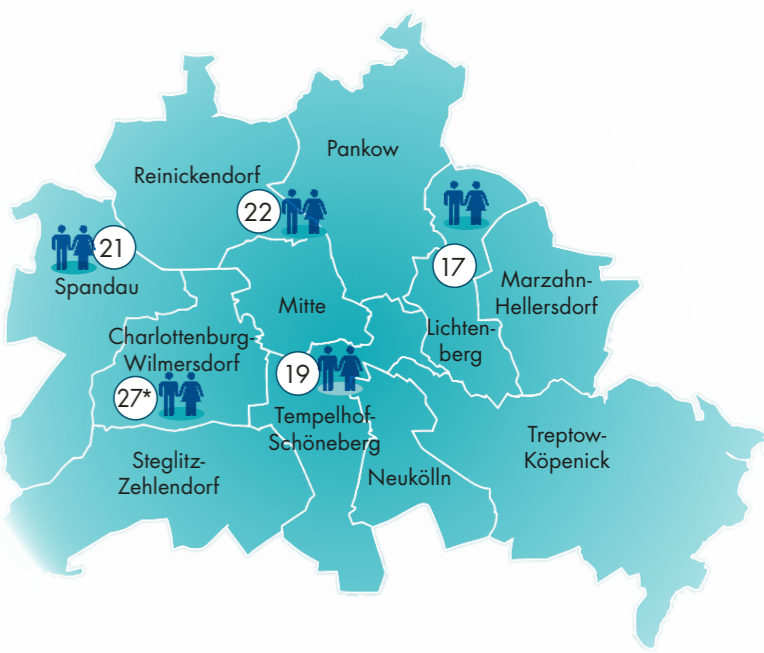 Pankow
Reinickendorf
22
21
Spandau
17
Marzahn-
Hellersdorf
Mitte
Lichten-
berg
Charlottenburg-
Wilmersdorf
27*
19
Tempelhof-
Schöneberg
Steglitz-
Zehlendorf
Neukölln
Treptow-
Köpenick